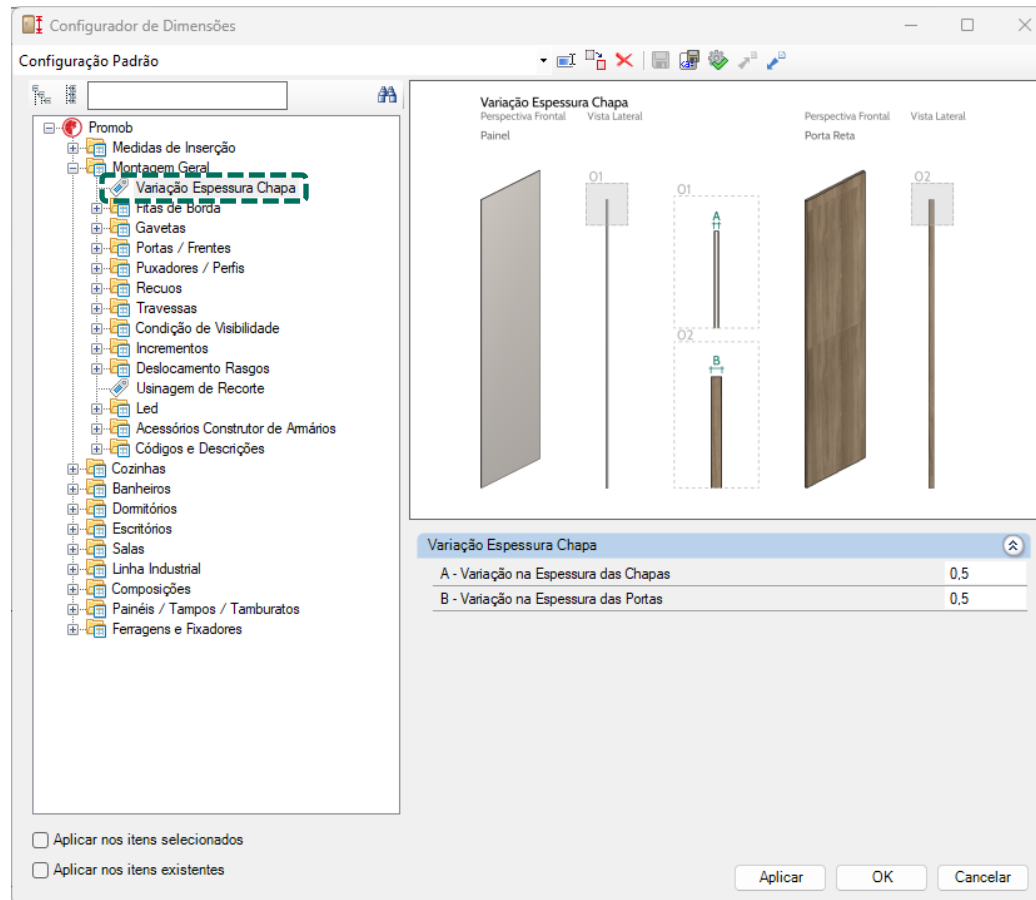 Configurador de Dimensões
Configuração Padrão
Promob
Medidas de Inserção
Montagem Geral
Variação Espessura Chapa
Fitas de Borda
Gavetas
Portas / Frentes
Puxadores / Perfis
Recuos
Travessas
Condição de Visibilidade
Incrementos
Deslocamento Rasgos
Usinagem de Recorte
Led
Acessórios Construtor de Armários
Códigos e Descrições
Cozinhas
Banheiros
Dormitórios
Escritórios
Salas
Linha Industrial
Composições
Painéis / Tampos / Tamburatos
Ferragens e Fixadores
Aplicar nos itens selecionados
Aplicar nos itens existentes
Variação Espessura Chapa
Perspectiva Frontal Vista Lateral Perspectiva Frontal Vista Lateral
Painel Porta Reta
01 01 02
A
02
B
Variação Espessura Chapa
A - Variação na Espessura das Chapas 0,5
B - Variação na Espessura das Portas 0,5
Aplicar OK Cancelar